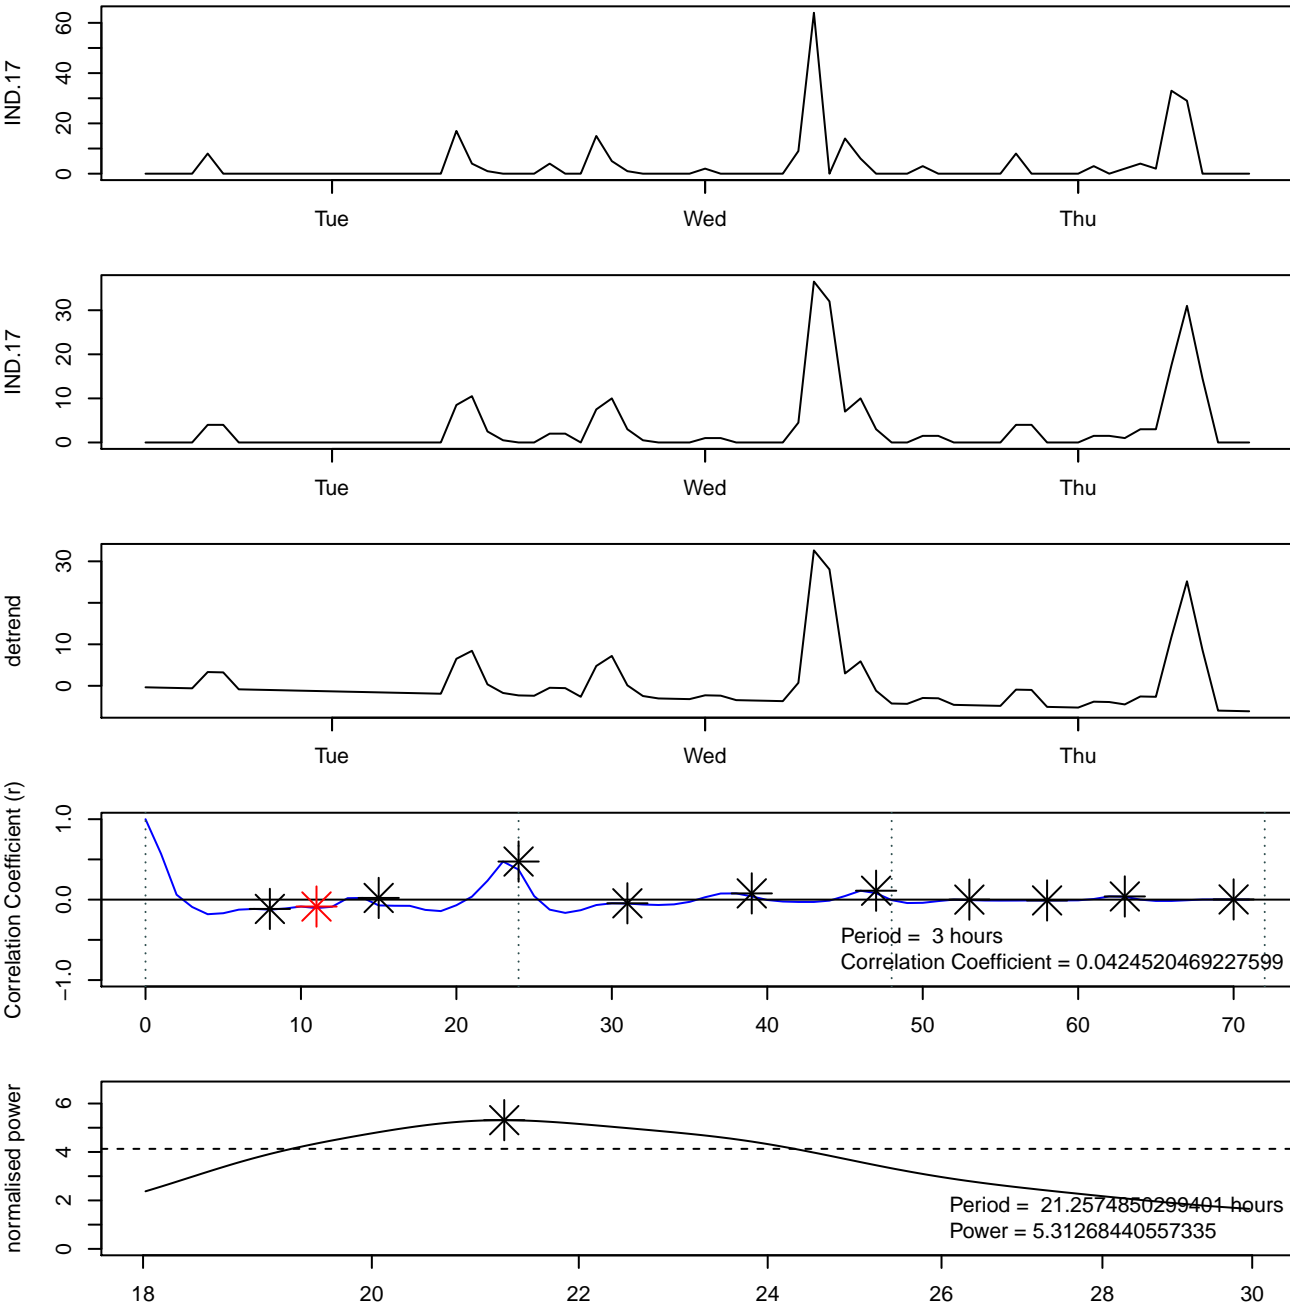 IND.17
0 20 40 60
Tue Wed Thu
IND.17
0 10 20 30
Tue Wed Thu
detrend
0 10 30
Tue Wed Thu
Correlation Coefficient (r)
−1.0 0.0 1.0
Period = 3 hours
Correlation Coefficient = 0.0424520469227599
0 10 20 30 40 50 60 70
normalised power
0 2 4 6
Period = 21.2574850299401 hours
Power = 5.31268440557335
18 20 22 24 26 28 30